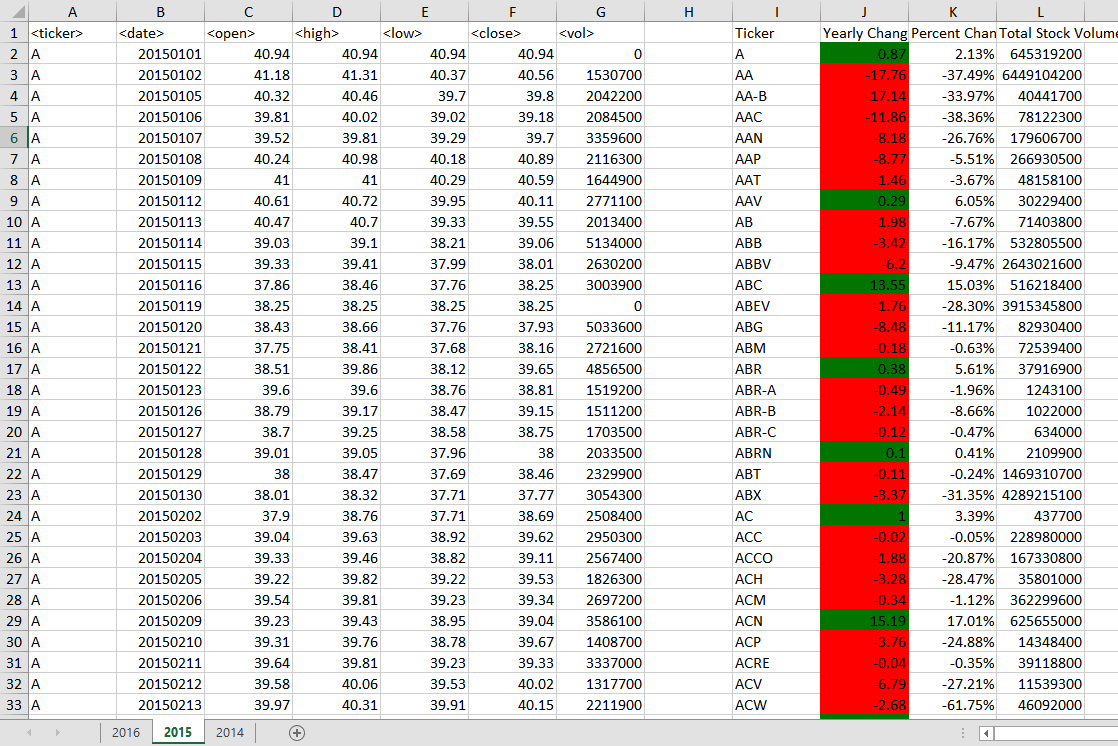 A B C D E F G H I J K L
1 <ticker> <date> <open> <high> <low> <close> <vol> Ticker Yearly Chang Percent Chan Total Stock Volume
2 A 20150101 40.94 40.94 40.94 40.94 0 A 0.87 2.13% 645319200
3 A 20150102 41.18 41.31 40.37 40.56 1530700 AA -17.76 -37.49% 6449104200
4 A 20150105 40.32 40.46 39.7 39.8 2042200 AA-B -17.14 -33.97% 40441700
5 A 20150106 39.81 40.02 39.02 39.18 2084500 AAC -11.86 -38.36% 78122300
6 A 20150107 39.52 39.81 39.29 39.7 3359600 AAN -8.18 -26.76% 179606700
7 A 20150108 40.24 40.98 40.18 40.89 2116300 AAP -8.77 -5.51% 266930500
8 A 20150109 41 41 40.29 40.59 1644900 AAT -1.46 -3.67% 48158100
9 A 20150112 40.61 40.72 39.95 40.11 2771100 AAV 0.29 6.05% 30229400
10 A 20150113 40.47 40.7 39.33 39.55 2013400 AB -1.98 -7.67% 71403800
11 A 20150114 39.03 39.1 38.21 39.06 5134000 ABB -3.42 -16.17% 532805500
12 A 20150115 39.33 39.41 37.99 38.01 2630200 ABBV -6.2 -9.47% 2643021600
13 A 20150116 37.86 38.46 37.76 38.25 3003900 ABC 13.55 15.03% 516218400
14 A 20150119 38.25 38.25 38.25 38.25 0 ABEV -1.76 -28.30% 3915345800
15 A 20150120 38.43 38.66 37.76 37.93 5033600 ABG -8.48 -11.17% 82930400
16 A 20150121 37.75 38.41 37.68 38.16 2721600 ABM -0.18 -0.63% 72539400
17 A 20150122 38.51 39.86 38.12 39.65 4856500 ABR 0.38 5.61% 37916900
18 A 20150123 39.6 39.6 38.76 38.81 1519200 ABR-A -0.49 -1.96% 1243100
19 A 20150126 38.79 39.17 38.47 39.15 1511200 ABR-B -2.14 -8.66% 1022000
20 A 20150127 38.7 39.25 38.58 38.75 1703500 ABR-C -0.12 -0.47% 634000
21 A 20150128 39.01 39.05 37.96 38 2033500 ABRN 0.1 0.41% 2109900
22 A 20150129 38 38.47 37.69 38.46 2329900 ABT -0.11 -0.24% 1469310700
23 A 20150130 38.01 38.32 37.71 37.77 3054300 ABX -3.37 -31.35% 4289215100
24 A 20150202 37.9 38.76 37.71 38.69 2508400 AC 1 3.39% 437700
25 A 20150203 39.04 39.63 38.92 39.62 2950300 ACC -0.02 -0.05% 228980000
26 A 20150204 39.33 39.46 38.82 39.11 2567400 ACCO -1.88 -20.87% 167330800
27 A 20150205 39.22 39.82 39.22 39.53 1826300 ACH -3.28 -28.47% 35801000
28 A 20150206 39.54 39.81 39.23 39.34 2697200 ACM -0.34 -1.12% 362299600
29 A 20150209 39.23 39.43 38.95 39.04 3586100 ACN 15.19 17.01% 625655000
30 A 20150210 39.31 39.76 38.78 39.67 1408700 ACP -3.76 -24.88% 14348400
31 A 20150211 39.64 39.81 39.23 39.33 3337000 ACRE -0.04 -0.35% 39118800
32 A 20150212 39.58 40.06 39.53 40.02 1317700 ACV -6.79 -27.21% 11539300
33 A 20150213 39.97 40.31 39.91 40.15 2211900 ACW -2.68 -61.75% 46092000
2016 2015 2014